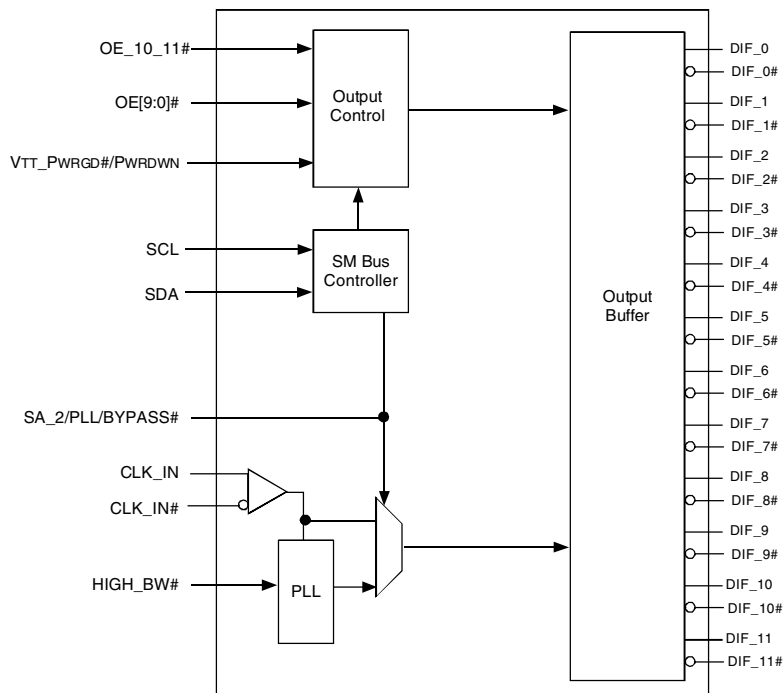 OE_10_11#
OE[9:0]#
VTT_PWRGD#/PWRDWN
SCL
SDA
SA_2/PLL/BYPASS#
CLK_IN
CLK_IN#
HIGH_BW#
Output
Control
SM Bus
Controller
PLL
Output
Buffer
DIF_0
DIF_0#
DIF_1
DIF_1#
DIF_2
DIF_2#
DIF_3
DIF_3#
DIF_4
DIF_4#
DIF_5
DIF_5#
DIF_6
DIF_6#
DIF_7
DIF_7#
DIF_8
DIF_8#
DIF_9
DIF_9#
DIF_10
DIF_10#
DIF_11
DIF_11#